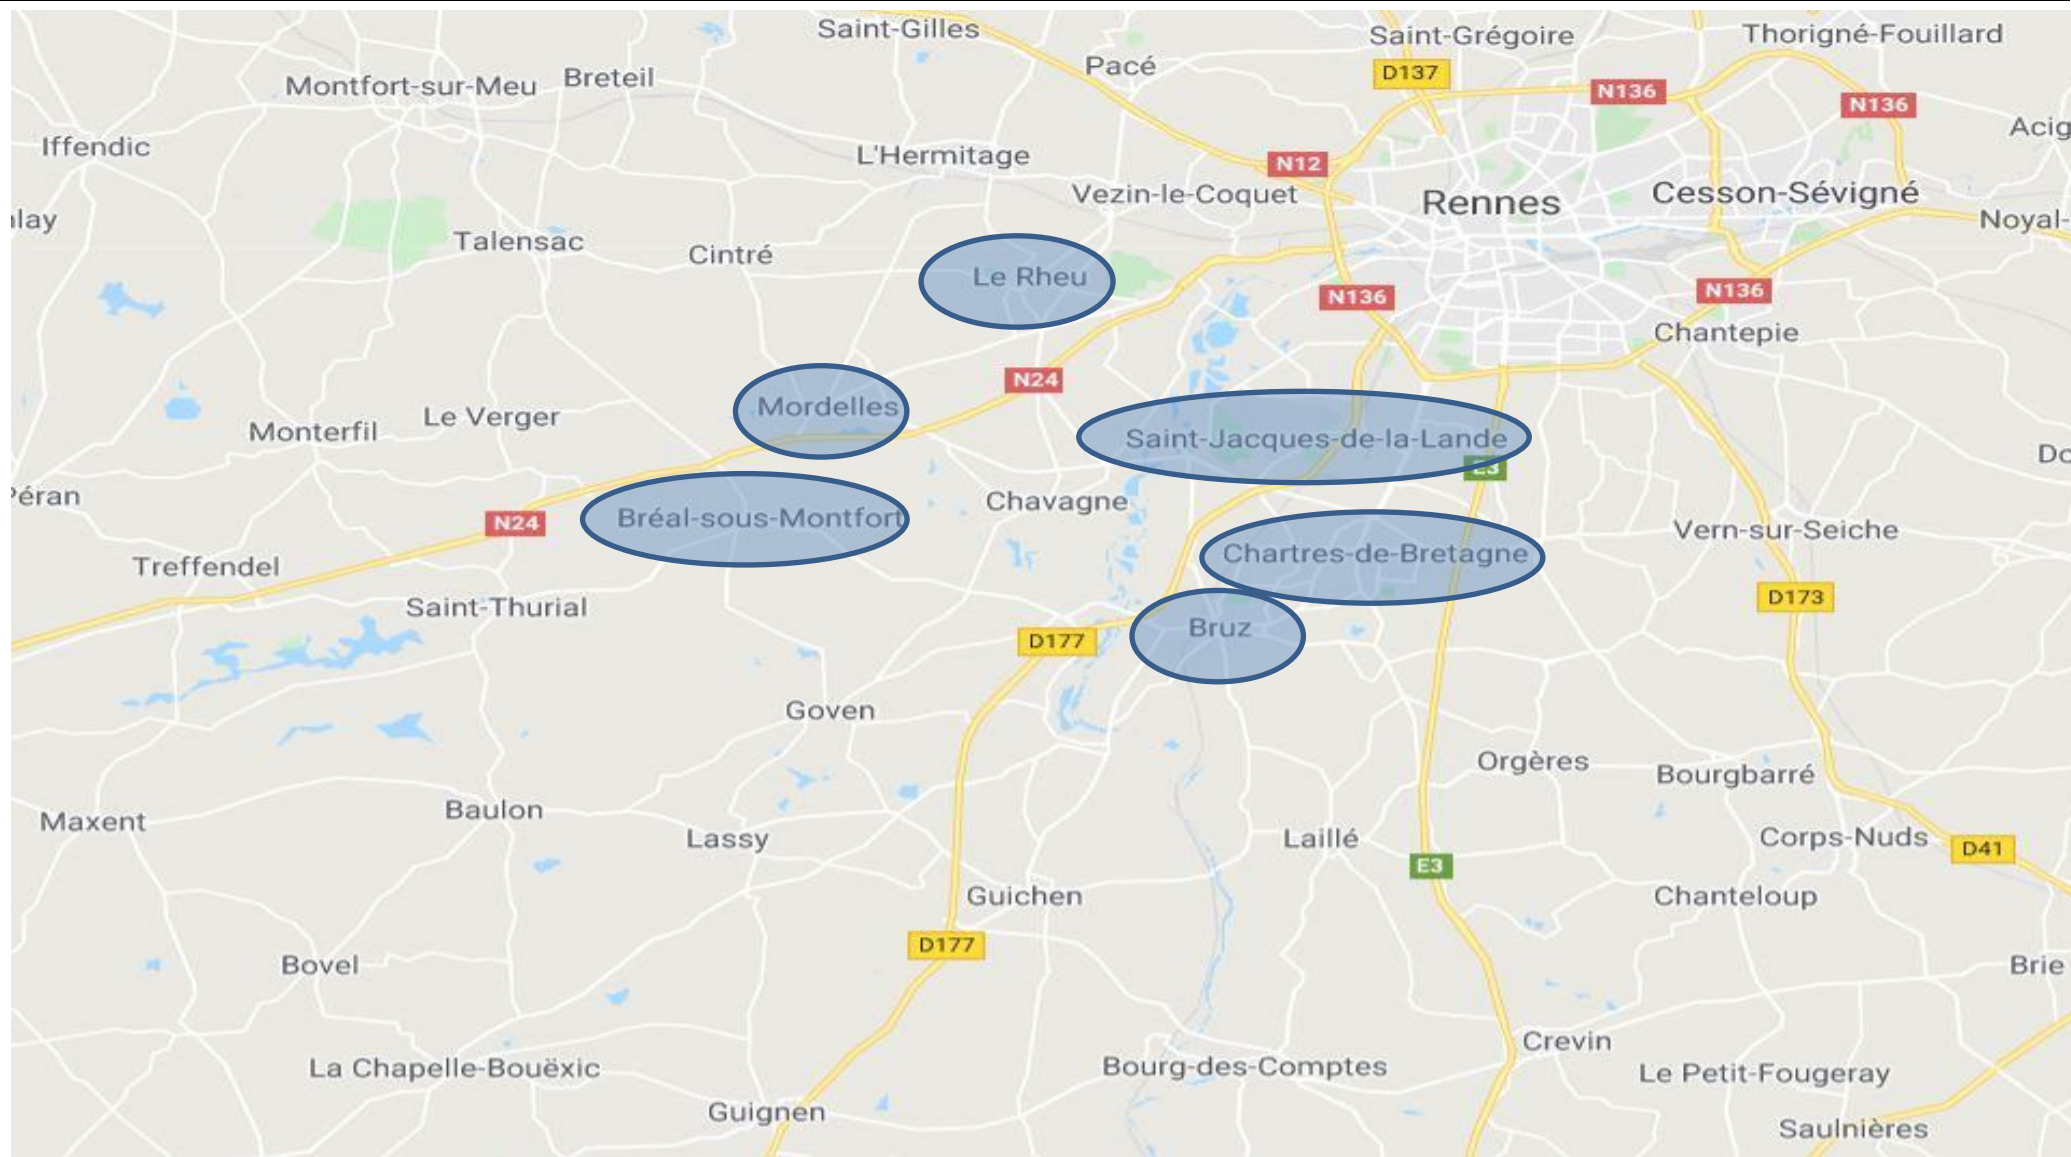 Saint-Gilles
Saint-Grégoire
Thorigné-Fouillard
Pacé
D137
Montfort-sur-Meu
Breteil
N136
N136
Acig
Iffendic
L'Hermitage
N12
Vezin-le-Coquet
Rennes
Cesson-Sévigné
Noyal-
lay
Talensac
Cintré
Le Rheu
N136
N136
Chantepie
N24
Mordelles
Le Verger
Monterfil
Saint-Jacques-de-la-Lande
E3
Do
Péran
Chavagne
N24
Bréal-sous-Montfort
Vern-sur-Seiche
Chartres-de-Bretagne
Treffendel
D173
Saint-Thurial
Bruz
D177
Goven
Orgères
Bourgbarré
Maxent
Baulon
Lassy
Laillé
Corps-Nuds
D41
E3
Guichen
Chanteloup
D177
Bovel
Brie
Crevin
La Chapelle-Bouëxic
Bourg-des-Comptes
Le Petit-Fougeray
Guignen
Saulnières